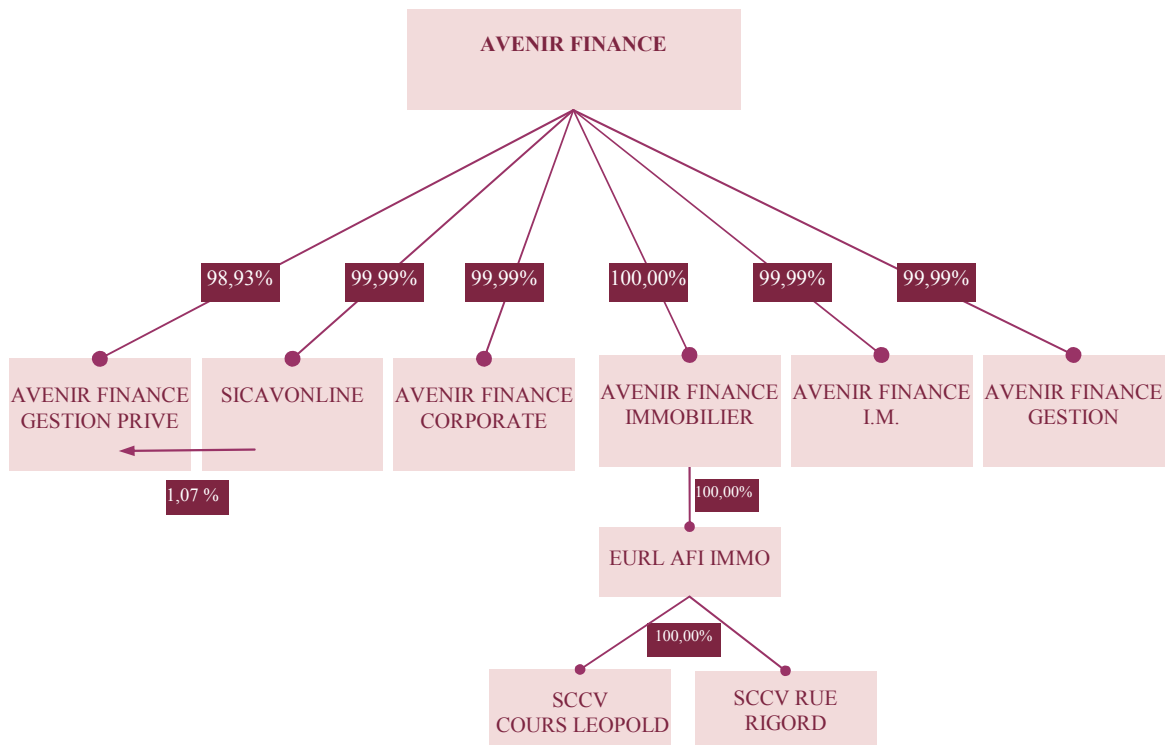 AVENIR FINANCE
98,93%
99,99%
99,99%
100,00%
99,99%
99,99%
AVENIR FINANCE
GESTION PRIVE
SICAVONLINE
AVENIR FINANCE
CORPORATE
AVENIR FINANCE
IMMOBILIER
AVENIR FINANCE
I.M.
AVENIR FINANCE
GESTION
1,07 %
100,00%
EURL AFI IMMO
100,00%
SCCV
COURS LEOPOLD
SCCV RUE
RIGORD